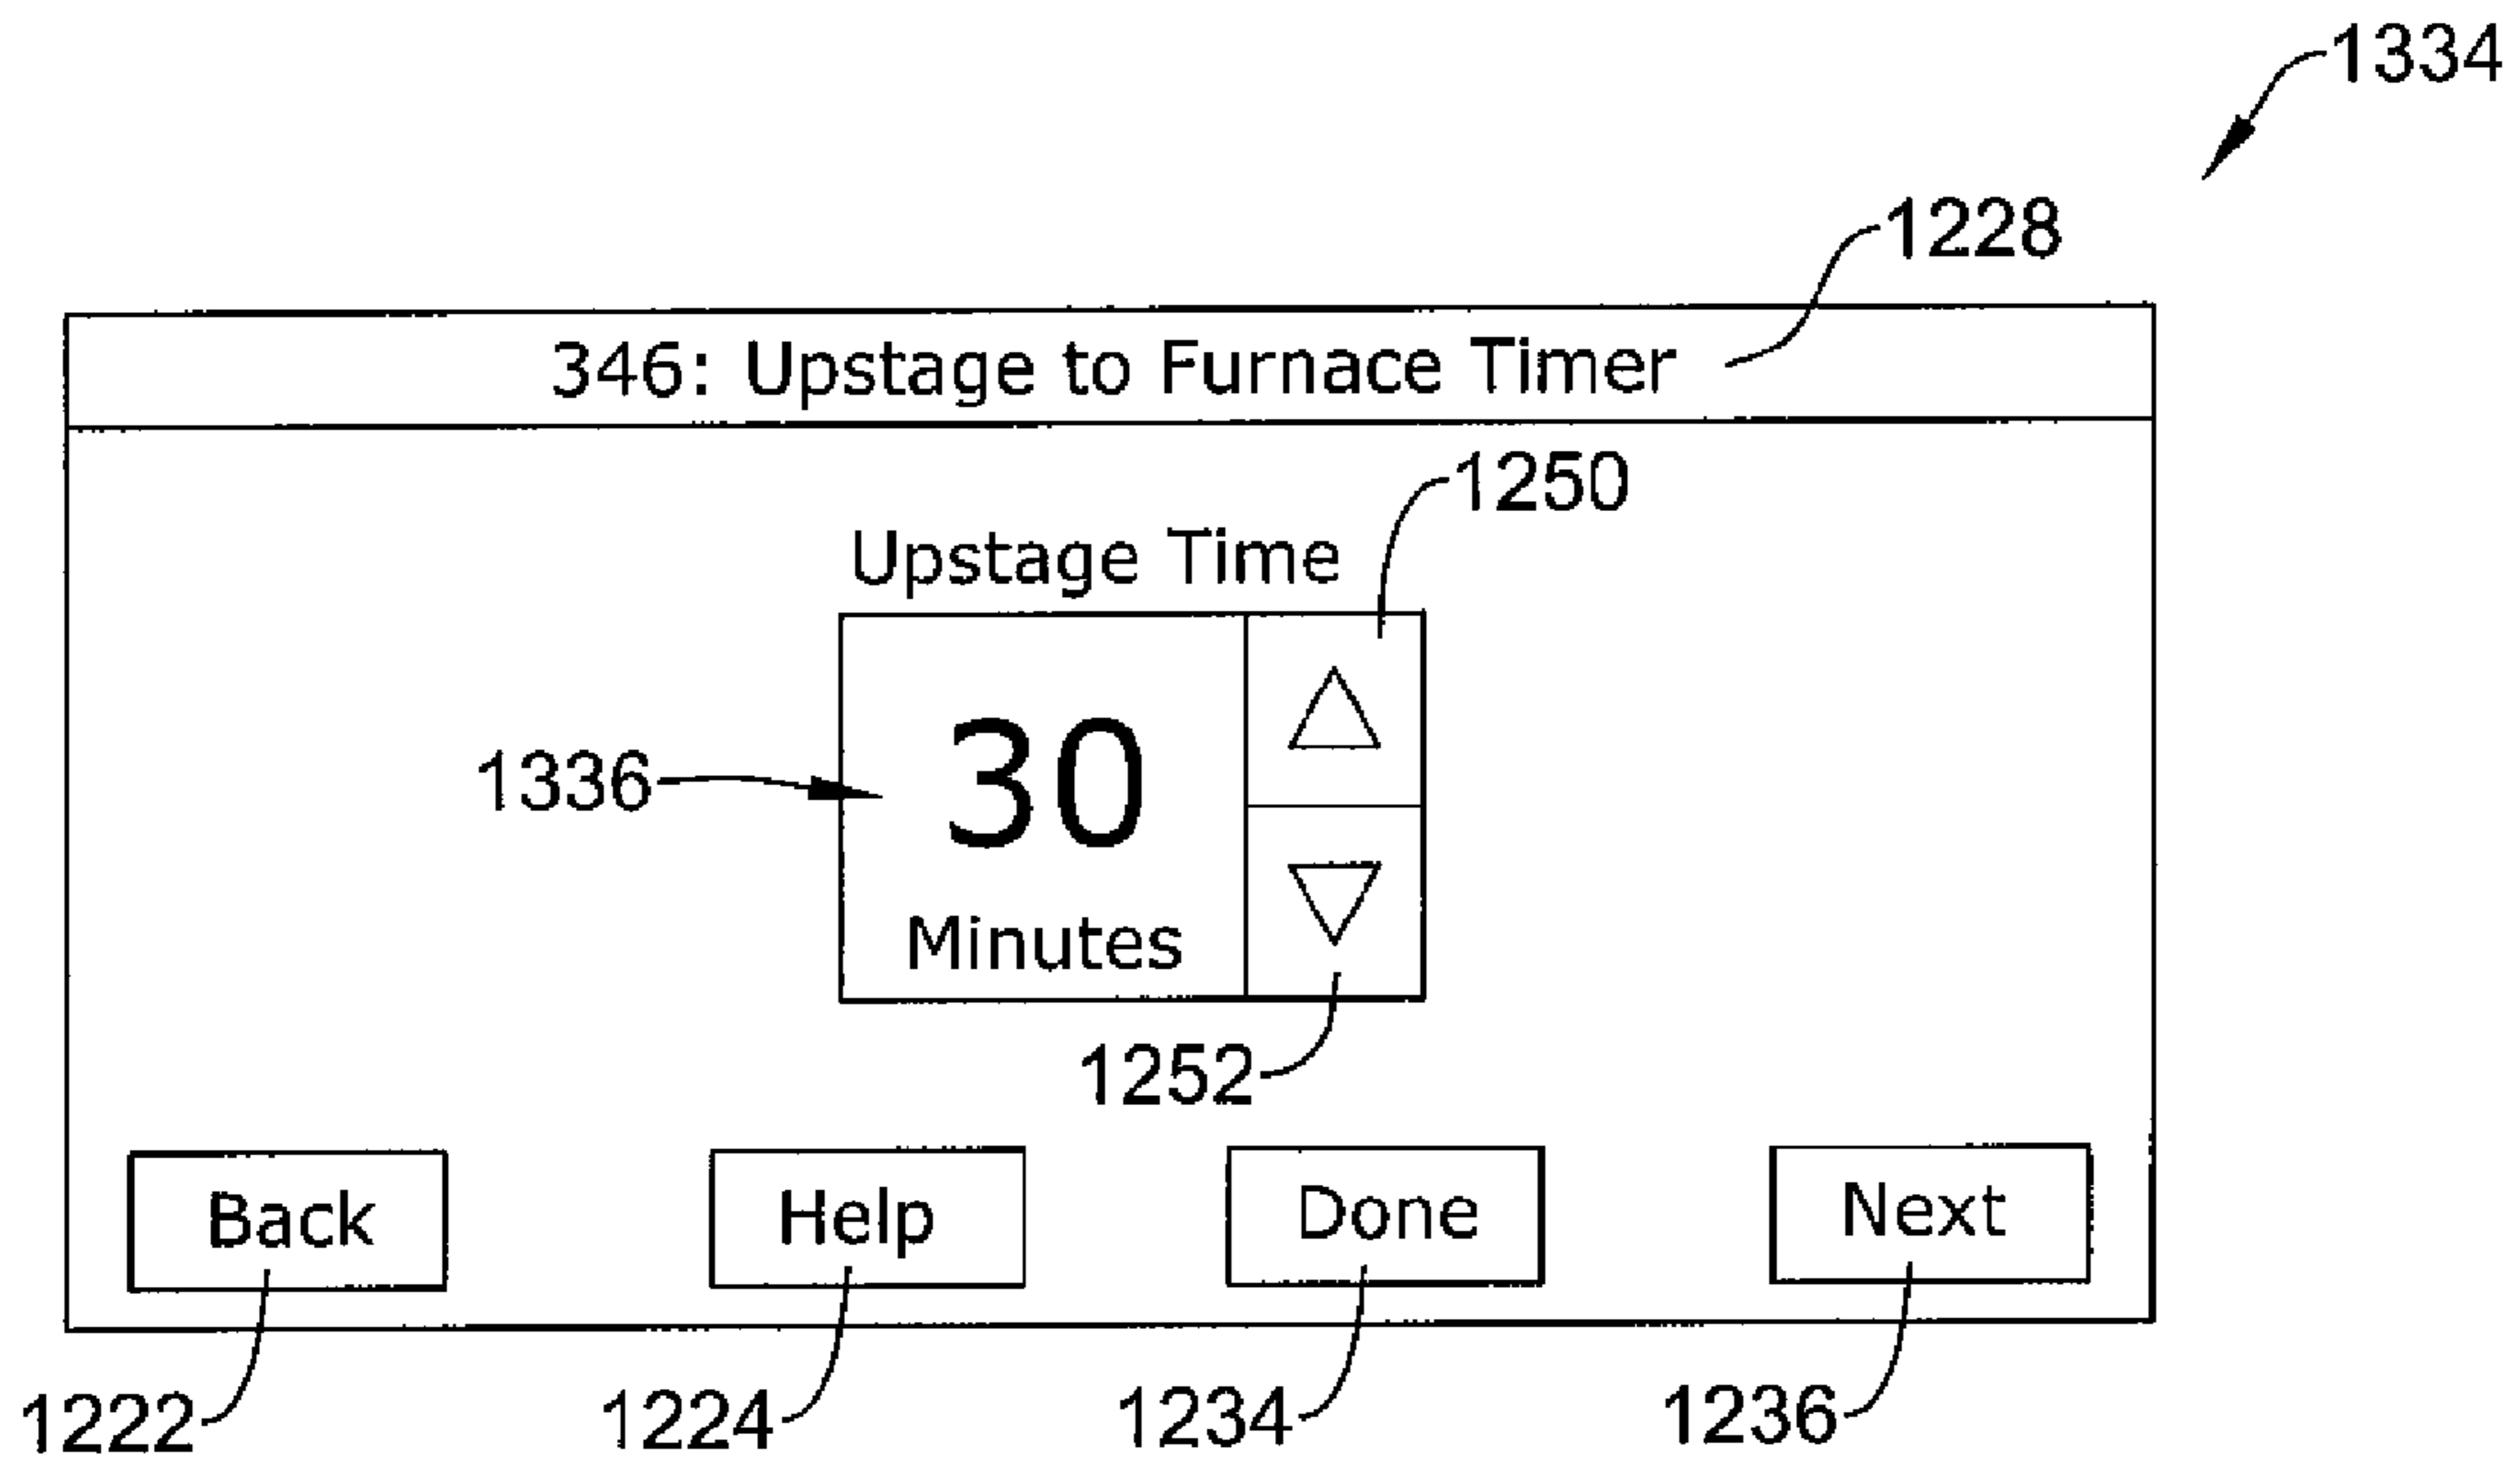 1334
1228
346: Upstage to Furnace Timer
1250
Upstage Time
30
1336
Minutes
1252
Back Help Done Next
1222 1224 1234 1236